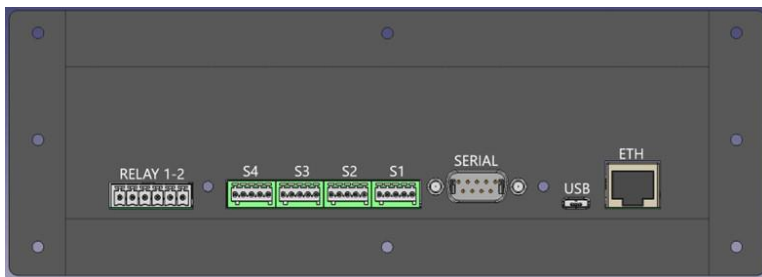 RELAY 1-2
S4
S3
S2
S1
SERIAL
USB
ETH